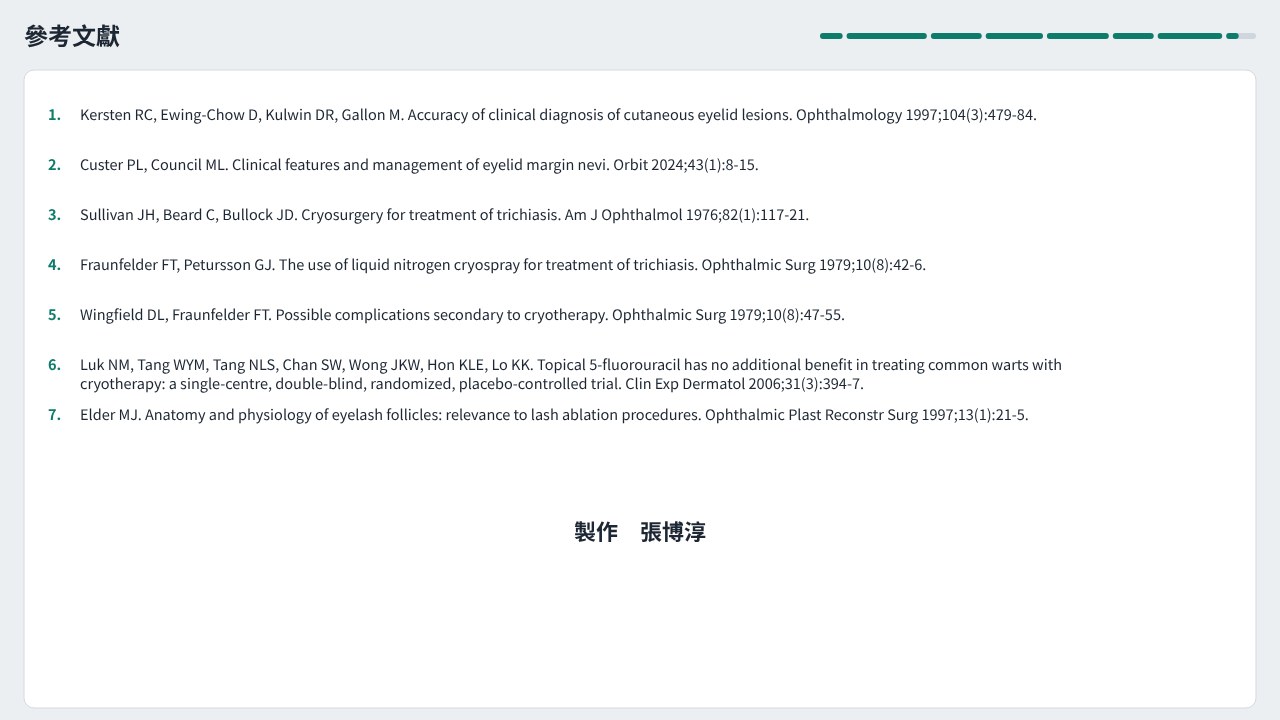 參考文獻
1. Kersten RC, Ewing-Chow D, Kulwin DR, Gallon M. Accuracy of clinical diagnosis of cutaneous eyelid lesions. Ophthalmology 1997;104(3):479-84.
2. Custer PL, Council ML. Clinical features and management of eyelid margin nevi. Orbit 2024;43(1):8-15.
3. Sullivan JH, Beard C, Bullock JD. Cryosurgery for treatment of trichiasis. Am J Ophthalmol 1976;82(1):117-21.
4. Fraunfelder FT, Petursson GJ. The use of liquid nitrogen cryospray for treatment of trichiasis. Ophthalmic Surg 1979;10(8):42-6.
5. Wingfield DL, Fraunfelder FT. Possible complications secondary to cryotherapy. Ophthalmic Surg 1979;10(8):47-55.
6. Luk NM, Tang WYM, Tang NLS, Chan SW, Wong JKW, Hon KLE, Lo KK. Topical 5-fluorouracil has no additional benefit in treating common warts with
cryotherapy: a single-centre, double-blind, randomized, placebo-controlled trial. Clin Exp Dermatol 2006;31(3):394-7.
7. Elder MJ. Anatomy and physiology of eyelash follicles: relevance to lash ablation procedures. Ophthalmic Plast Reconstr Surg 1997;13(1):21-5.
製作　張博淳